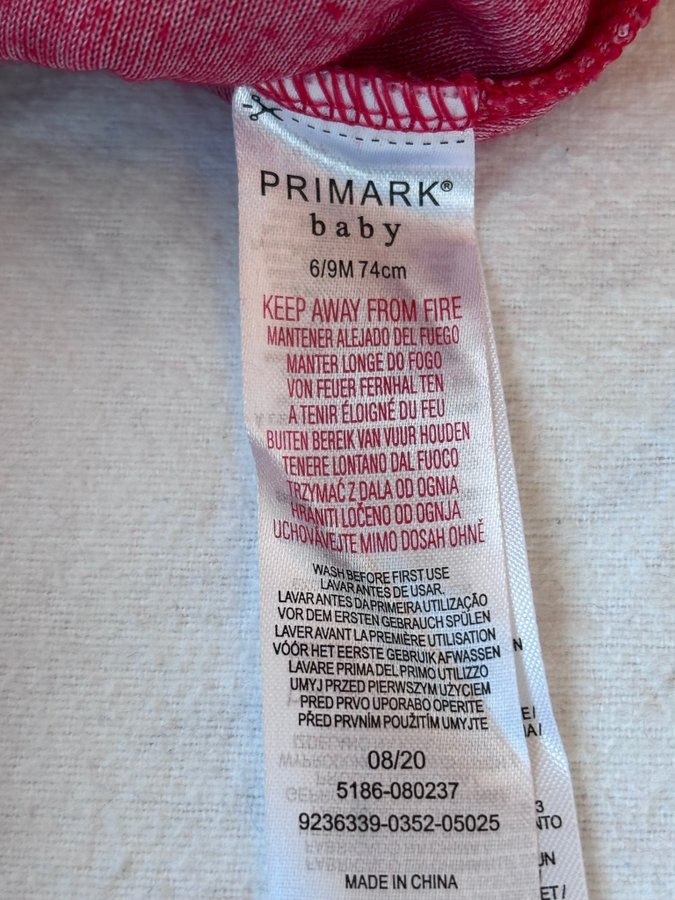 PRIMARK®
baby
6/9M 74cm
KEEP AWAY FROM FIRE
MANTENER ALEJADO DEL FUEGO
MANTER LONGE DO FOGO
VON FEUER FERNHAL TEN
A TENIR ÉLOIGNÉ DU FEU
BUITEN BEREIK VAN VUUR HOUDEN
TENERE LONTANO DAL FUOCO
TRZYMAĆ Z DALA OD OGNIA
HRANITI LOČENO OD OGNJA
UCHOVÁVEJTE MIMO DOSAH OHNĚ
WASH BEFORE FIRST USE
LAVAR ANTES DE USAR.
LAVAR ANTES DA PRIMEIRA UTILIZAÇÃO
VOR DEM ERSTEN GEBRAUCH SPÜLEN
LAVER AVANT LA PREMIÈRE UTILISATION
VÓÓR HET EERSTE GEBRUIK AFWASSEN
LAVARE PRIMA DEL PRIMO UTILIZZO
UMYJ PRZED PIERWSZYM UŻYCIEM
PRED PRVO UPORABO OPERITE
PŘED PRVNÍM POUŽITÍM UMYJTE
08/20
5186-080237
9236339-0352-05025
MADE IN CHINA